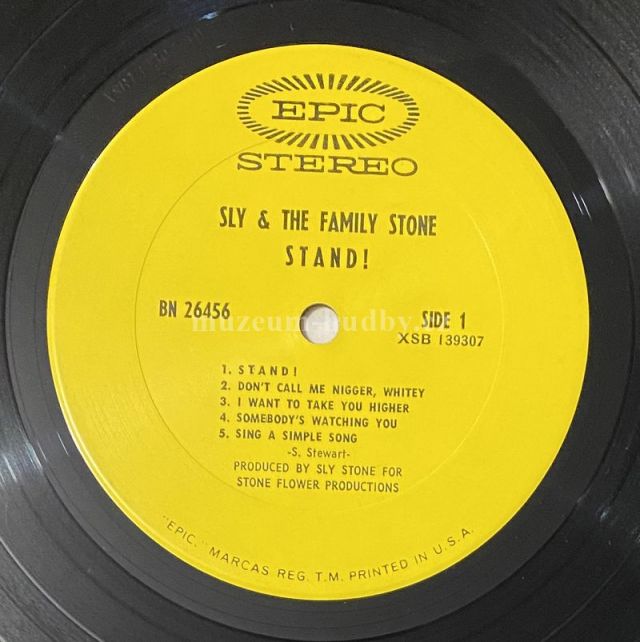 EPIC
STEREO
SLY & THE FAMILY STONE
STAND!
BN 26456
SIDE 1
XSB 139307
1. STAND!
2. DON'T CALL ME NIGGER, WHITEY
3. I WANT TO TAKE YOU HIGHER
4. SOMEBODY'S WATCHING YOU
5. SING A SIMPLE SONG
-S. Stewart-
PRODUCED BY SLY STONE FOR
STONE FLOWER PRODUCTIONS
"EPIC," MARCAS REG. T.M. PRINTED IN U.S.A.